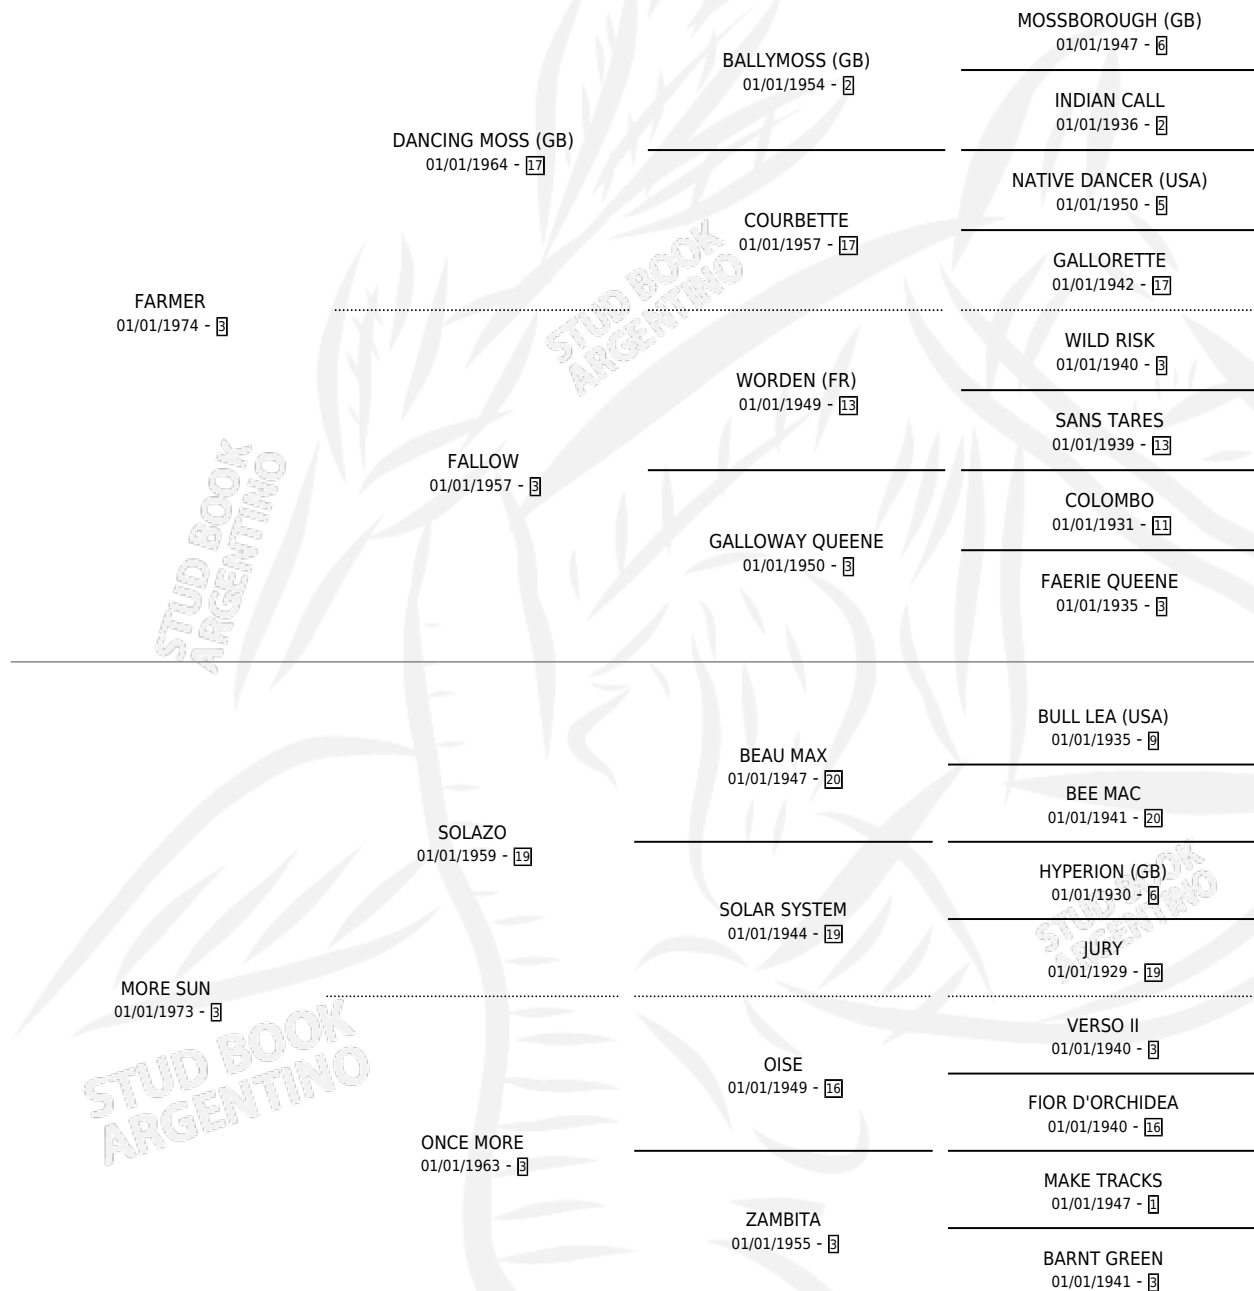 MOSSBOROUGH (GB)
01/01/1947 - 6
BALLYMOSS (GB)
01/01/1954 - 2
INDIAN CALL
01/01/1936 - 2
DANCING MOSS (GB)
01/01/1964 - 17
NATIVE DANCER (USA)
01/01/1950 - 5
COURBETTE
01/01/1957 - 17
GALLORETTE
01/01/1942 - 17
FARMER
01/01/1974 - 3
WILD RISK
01/01/1940 - 3
WORDEN (FR)
01/01/1949 - 13
SANS TARES
01/01/1939 - 13
FALLOW
01/01/1957 - 3
COLOMBO
01/01/1931 - 11
GALLOWAY QUEENE
01/01/1950 - 3
FAERIE QUEENE
01/01/1935 - 3
BULL LEA (USA)
01/01/1935 - 9
BEAU MAX
01/01/1947 - 20
BEE MAC
01/01/1941 - 20
SOLAZO
01/01/1959 - 19
HYPERION (GB)
01/01/1930 - 6
SOLAR SYSTEM
01/01/1944 - 19
JURY
01/01/1929 - 19
MORE SUN
01/01/1973 - 3
VERSO II
01/01/1940 - 3
OISE
01/01/1949 - 16
FIOR D'ORCHIDEA
01/01/1940 - 16
ONCE MORE
01/01/1963 - 3
MAKE TRACKS
01/01/1947 - 1
ZAMBITA
01/01/1955 - 3
BARNT GREEN
01/01/1941 - 3
STUD BOOK
ARGENTINO
STUD BOOK
ARGENTINO
STUD BOOK
ARGENTINO
STUD BOOK
ARGENTINO